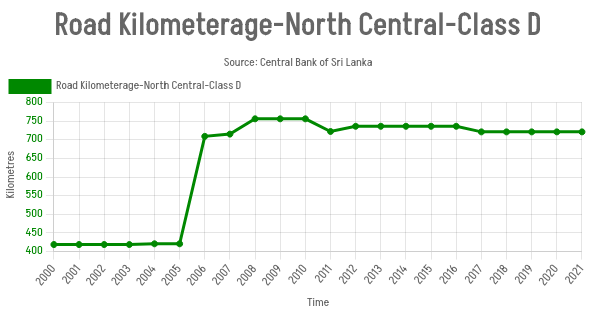 Road Kilometerage-North Central-Class D
Source: Central Bank of Sri Lanka
Road Kilometerage-North Central-Class D
800
750
700
650
600
550
500
450
400
Kilometres
2000 2001 2002 2003 2004 2005 2006 2007 2008 2009 2010 2011 2012 2013 2014 2015 2016 2017 2018 2019 2020 2021
Time